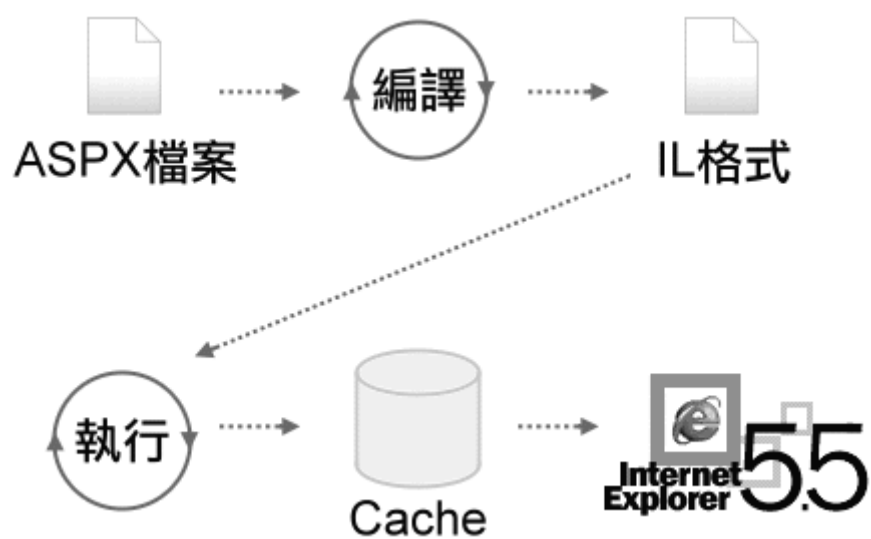 編譯
ASPX檔案
IL格式
執行
Cache
Internet
Explorer 5.5